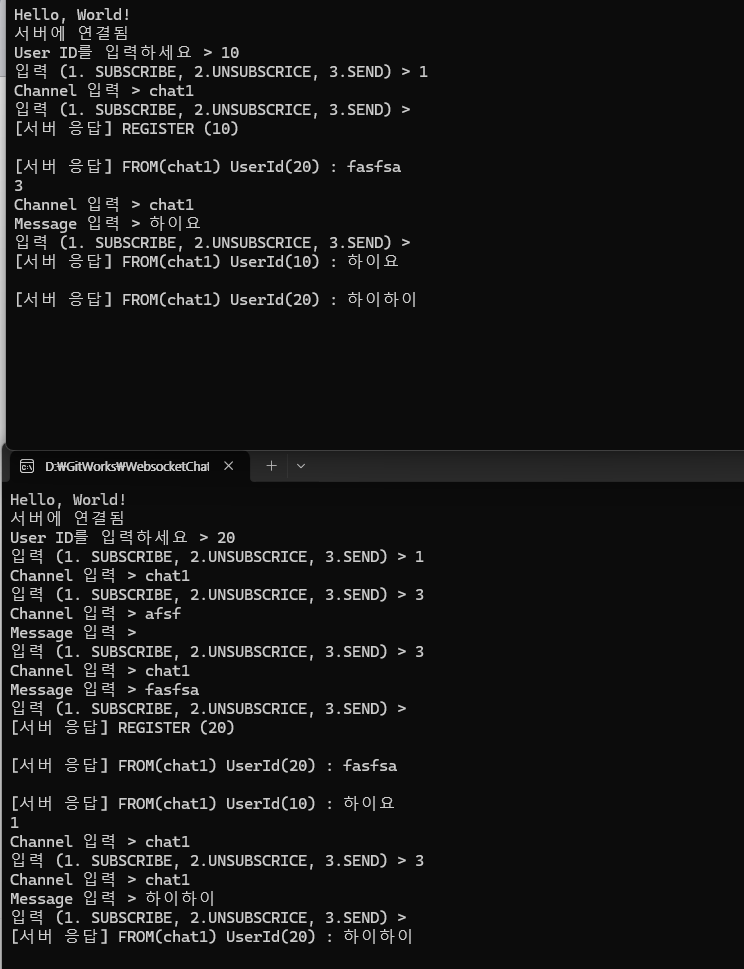 Hello, World!
서버에 연결됨
User ID를 입력하세요 > 10
입력 (1. SUBSCRIBE, 2.UNSUBSCRICE, 3.SEND) > 1
Channel 입력 > chat1
입력 (1. SUBSCRIBE, 2.UNSUBSCRICE, 3.SEND) >
[서버 응답] REGISTER (10)
[서버 응답] FROM(chat1) UserId(20) : fasfsa
3
Channel 입력 > chat1
Message 입력 > 하이요
입력 (1. SUBSCRIBE, 2.UNSUBSCRICE, 3.SEND) >
[서버 응답] FROM(chat1) UserId(10) : 하이요
[서버 응답] FROM(chat1) UserId(20) : 하이하이
D:₩GitWorks₩WebsocketChat
Hello, World!
서버에 연결됨
User ID를 입력하세요 > 20
입력 (1. SUBSCRIBE, 2.UNSUBSCRICE, 3.SEND) > 1
Channel 입력 > chat1
입력 (1. SUBSCRIBE, 2.UNSUBSCRICE, 3.SEND) > 3
Channel 입력 > afsf
Message 입력 >
입력 (1. SUBSCRIBE, 2.UNSUBSCRICE, 3.SEND) > 3
Channel 입력 > chat1
Message 입력 > fasfsa
입력 (1. SUBSCRIBE, 2.UNSUBSCRICE, 3.SEND) >
[서버 응답] REGISTER (20)
[서버 응답] FROM(chat1) UserId(20) : fasfsa
[서버 응답] FROM(chat1) UserId(10) : 하이요
1
Channel 입력 > chat1
입력 (1. SUBSCRIBE, 2.UNSUBSCRICE, 3.SEND) > 3
Channel 입력 > chat1
Message 입력 > 하이하이
입력 (1. SUBSCRIBE, 2.UNSUBSCRICE, 3.SEND) >
[서버 응답] FROM(chat1) UserId(20) : 하이하이